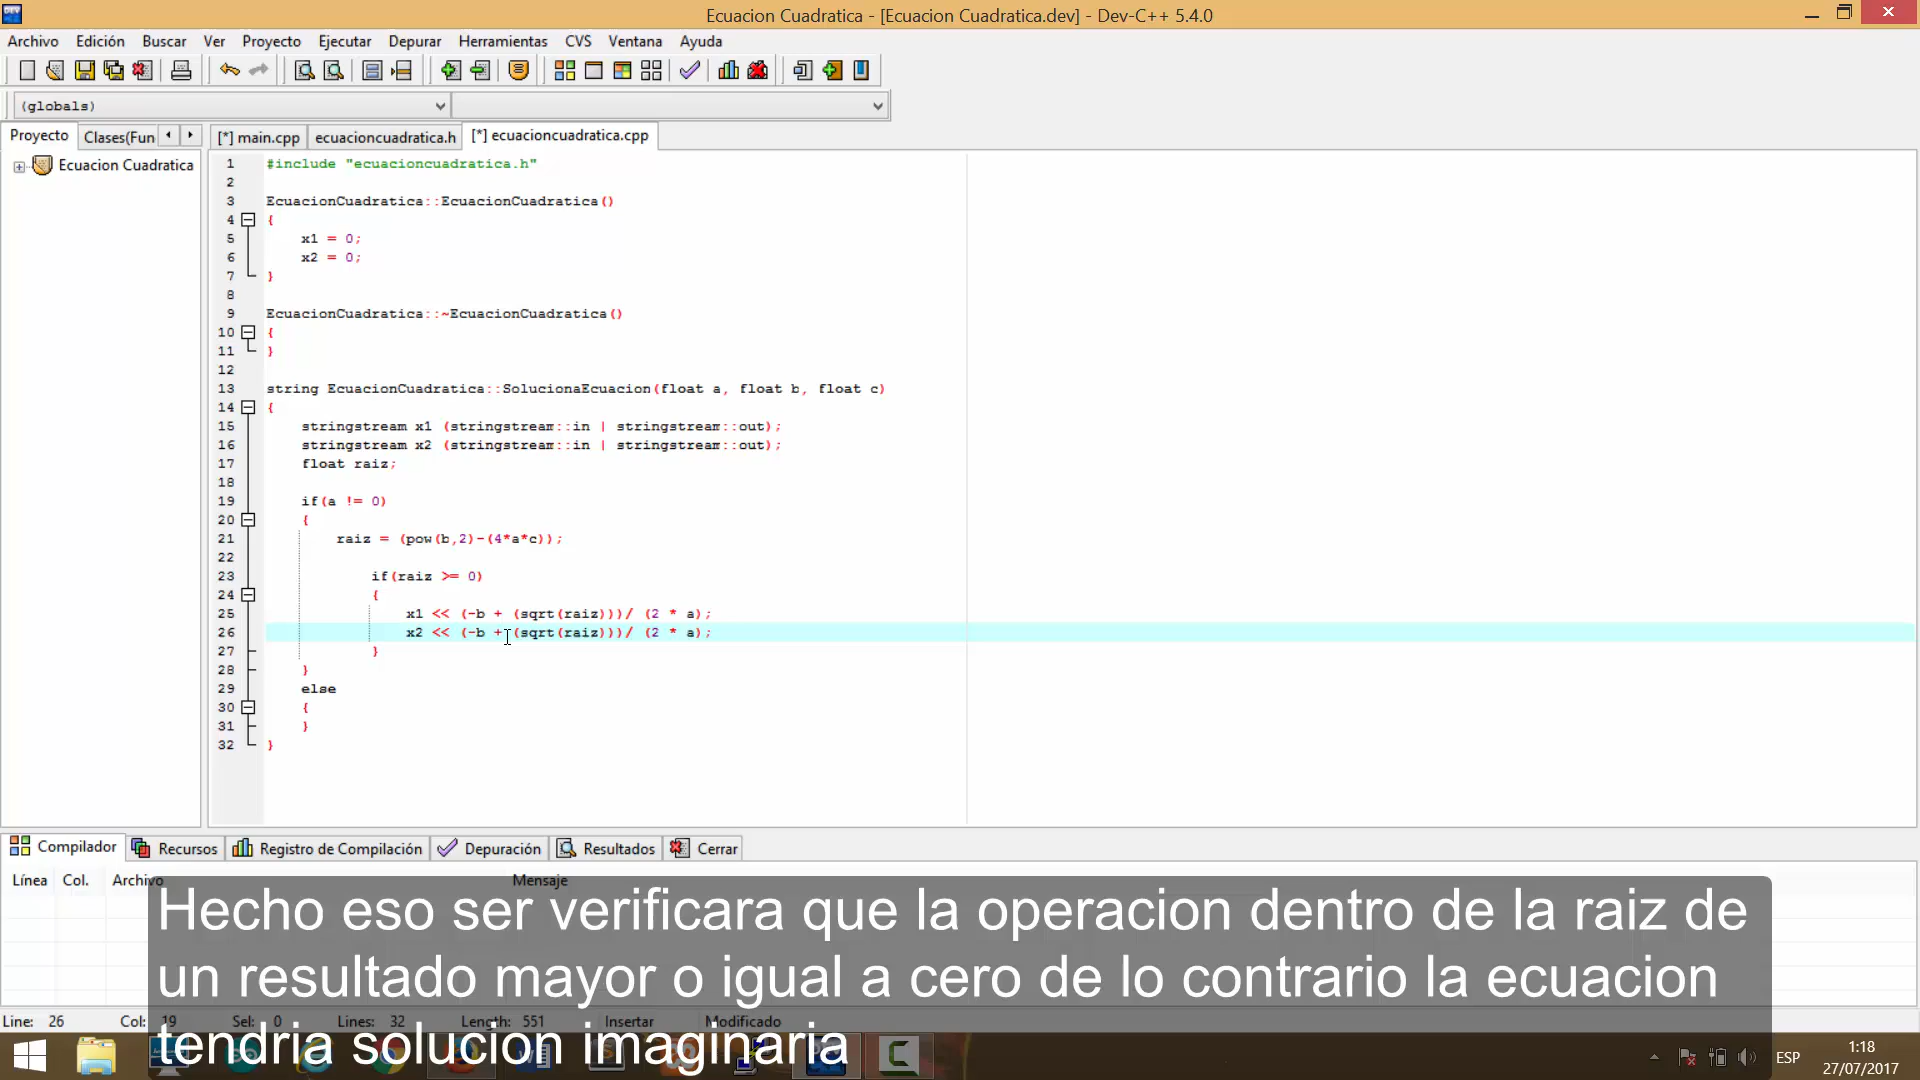 Ecuacion Cuadratica - [Ecuacion Cuadratica.dev] - Dev-C++ 5.4.0
Archivo Edición Buscar Ver Proyecto Ejecutar Depurar Herramientas CVS Ventana Ayuda
(globals)
Proyecto Clases(Fun [*] main.cpp ecuacioncuadratica.h [*] ecuacioncuadratica.cpp
Ecuacion Cuadratica
1 #include "ecuacioncuadratica.h"
2
3 EcuacionCuadratica::EcuacionCuadratica()
4 {
5 x1 = 0;
6 x2 = 0;
7 }
8
9 EcuacionCuadratica::~EcuacionCuadratica()
10 {
11 }
12
13 string EcuacionCuadratica::SolucionaEcuacion(float a, float b, float c)
14 {
15 stringstream x1 (stringstream::in | stringstream::out);
16 stringstream x2 (stringstream::in | stringstream::out);
17 float raiz;
18
19 if(a != 0)
20 {
21 raiz = (pow(b,2)-(4*a*c));
22
23 if(raiz >= 0)
24 {
25 x1 << (-b + (sqrt(raiz)))/ (2 * a);
26 x2 << (-b + (sqrt(raiz)))/ (2 * a);
27 }
28 }
29 else
30 {
31 }
32 }
Compilador Recursos Registro de Compilación Depuración Resultados Cerrar
Línea Col. Archivo Mensaje
Hecho eso ser verificara que la operacion dentro de la raiz de
un resultado mayor o igual a cero de lo contrario la ecuacion
tendria solucion imaginaria
Line: 26 Col: 19 Sel: 0 Lines: 32 Length: 551 Insertar Modificado
ESP
1:18
27/07/2017